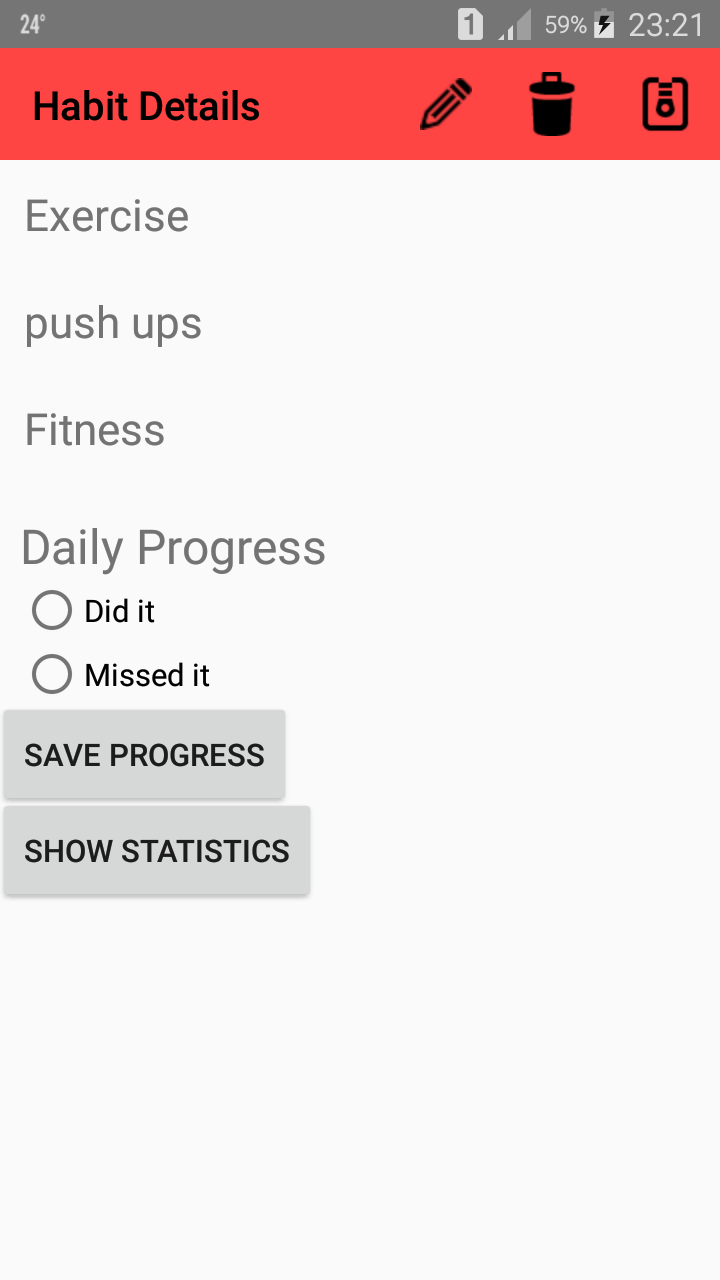 24°
1 59% 23:21
Habit Details
Exercise
push ups
Fitness
Daily Progress
Did it
Missed it
SAVE PROGRESS
SHOW STATISTICS